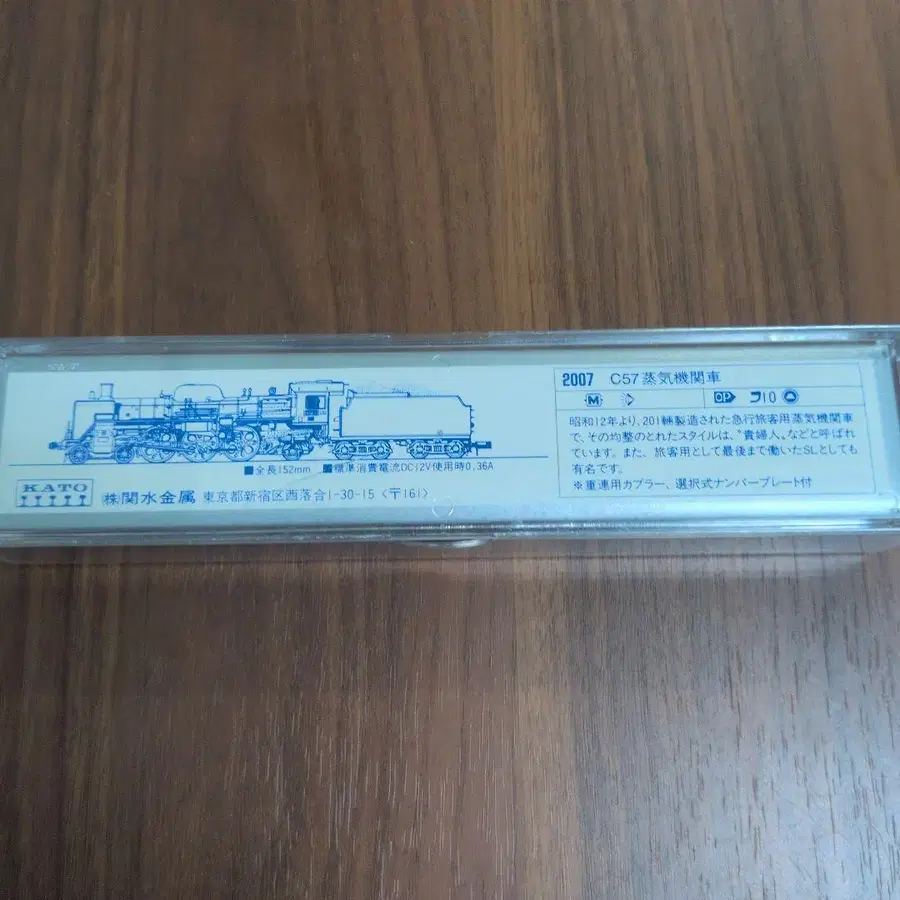 2007 C57蒸気機関車
M OP フ10
昭和12年より、201輛製造された急行旅客用蒸気機関車
で、その均整のとれたスタイルは、"貴婦人"などと呼ばれ
ています。また、旅客用として最後まで働いたSLとしても
有名です。
※重連用カプラー、選択式ナンバープレート付
■全長152mm ■標準消費電流DC12V使用時0.36A
KATO ㈱関水金属 東京都新宿区西落合1-30-15〈〒161〉